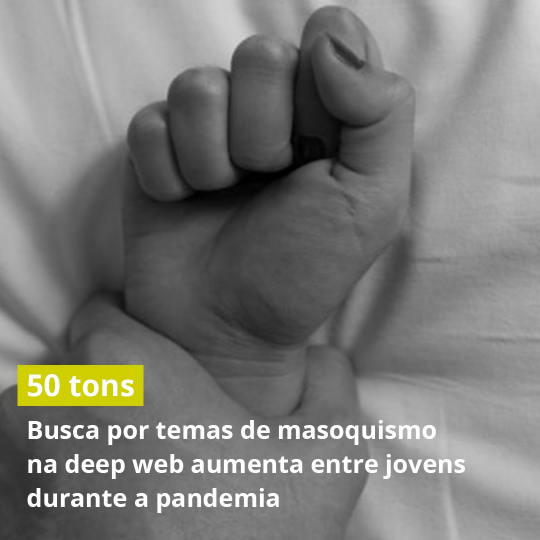 50 tons
Busca por temas de masoquismo
na deep web aumenta entre jovens
durante a pandemia